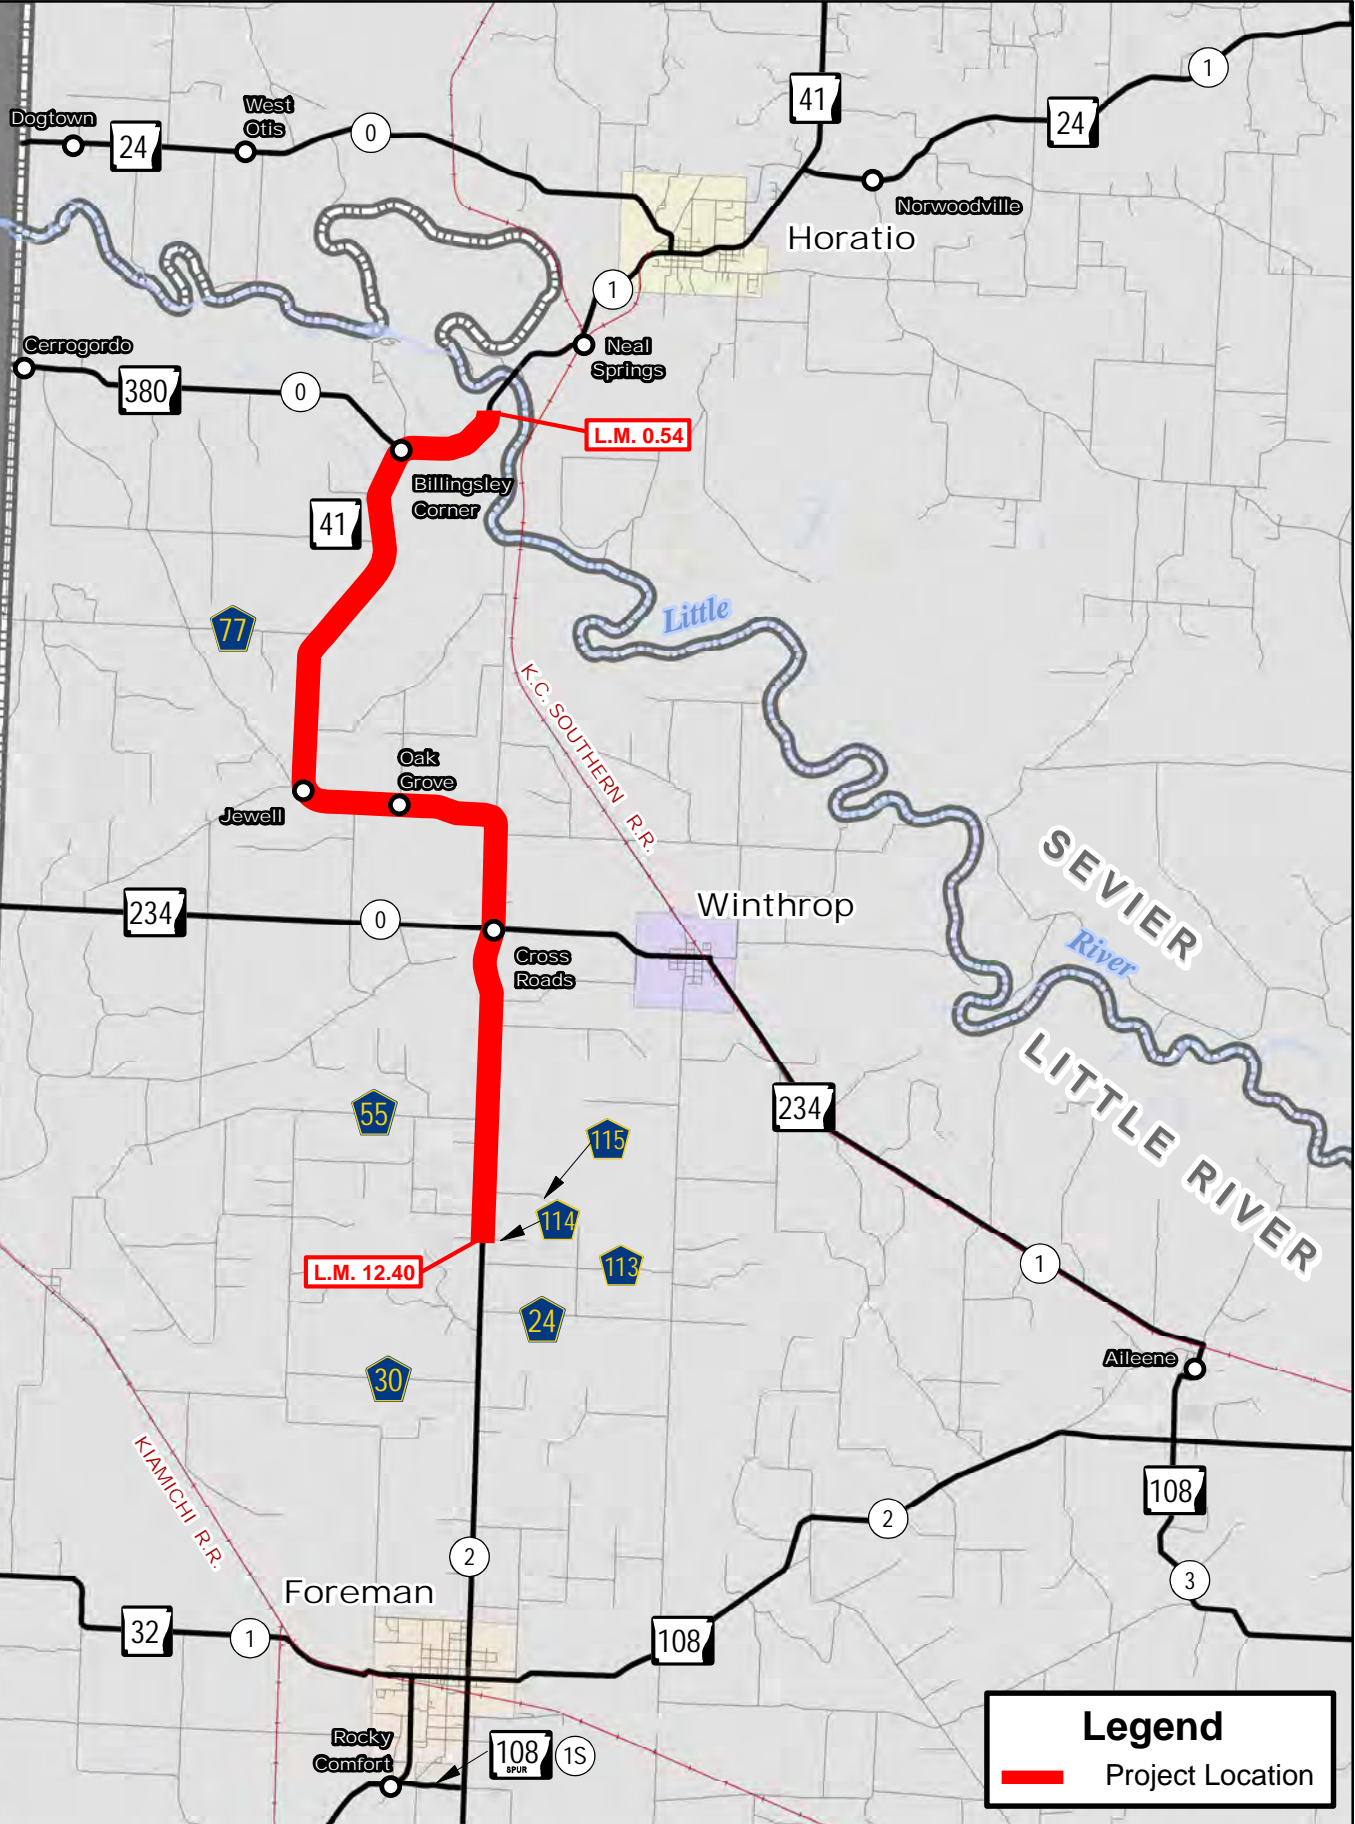 1
41
24
West
Otis
Dogtown
24
0
Norwoodville
Horatio
1
Neal
Springs
Cerrogordo
380
0
L.M. 0.54
Billingsley
Corner
41
77
Little
K.C. SOUTHERN R.R.
Oak
Grove
Jewell
SEVIER
Winthrop
234
0
River
Cross
Roads
LITTLE RIVER
55
115
234
114
113
L.M. 12.40
1
24
30
Aileene
KIAMICHI R.R.
108
2
2
3
Foreman
32
1
108
Rocky
Comfort
108
SPUR
1S
Legend
Project Location